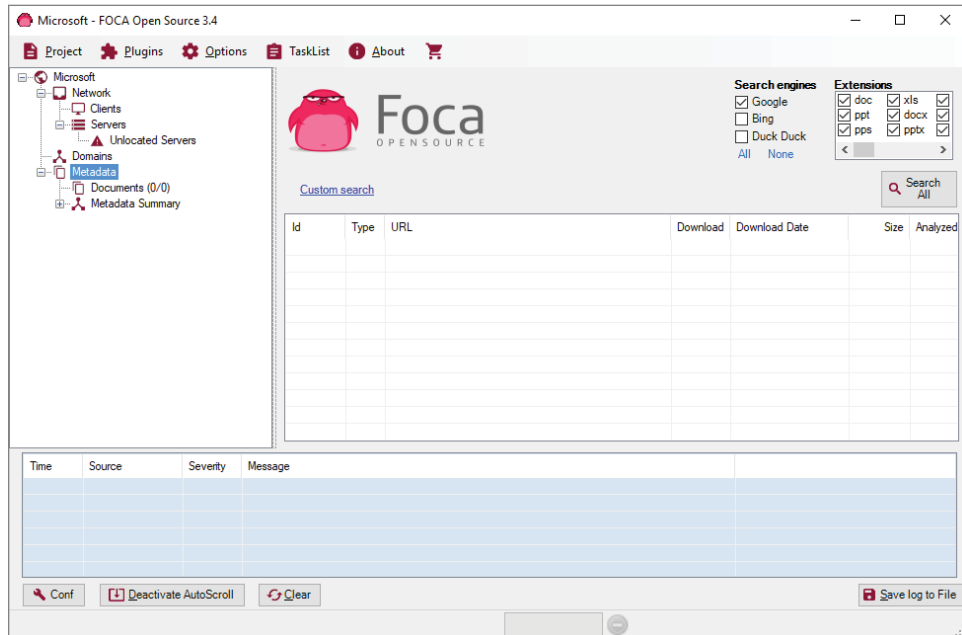 Microsoft - FOCA Open Source 3.4
Project Plugins Options TaskList About
Microsoft
Network
Clients
Servers
Unlocated Servers
Domains
Metadata
Documents (0/0)
Metadata Summary
Foca
OPENSOURCE
Search engines
Google
Bing
Duck Duck
All None
Extensions
doc xls
ppt docx
pps pptx
Custom search
Search
All
Id Type URL Download Download Date Size Analyzed
Time Source Severity Message
Conf Deactivate AutoScroll Clear Save log to File